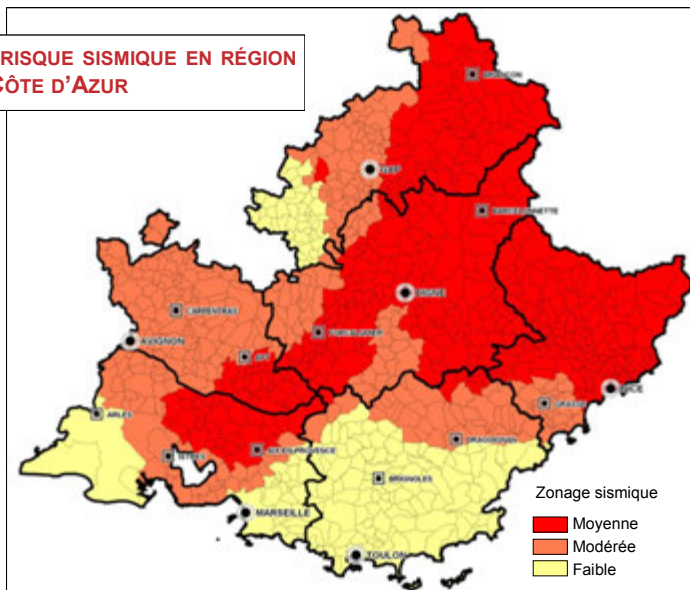 RISQUE SISMIQUE EN RÉGION
CÔTE D'AZUR
BRIANÇON
GAP
BARCELONNETTE
DIGNE
CARPENTRAS
FORCALQUIER
AVIGNON
APT
NICE
GRASSE
ARLES
DRAGUIGNAN
AIX-EN-PROVENCE
ISTRES
BRIGNOLES
MARSEILLE
TOULON
Zonage sismique
Moyenne
Modérée
Faible